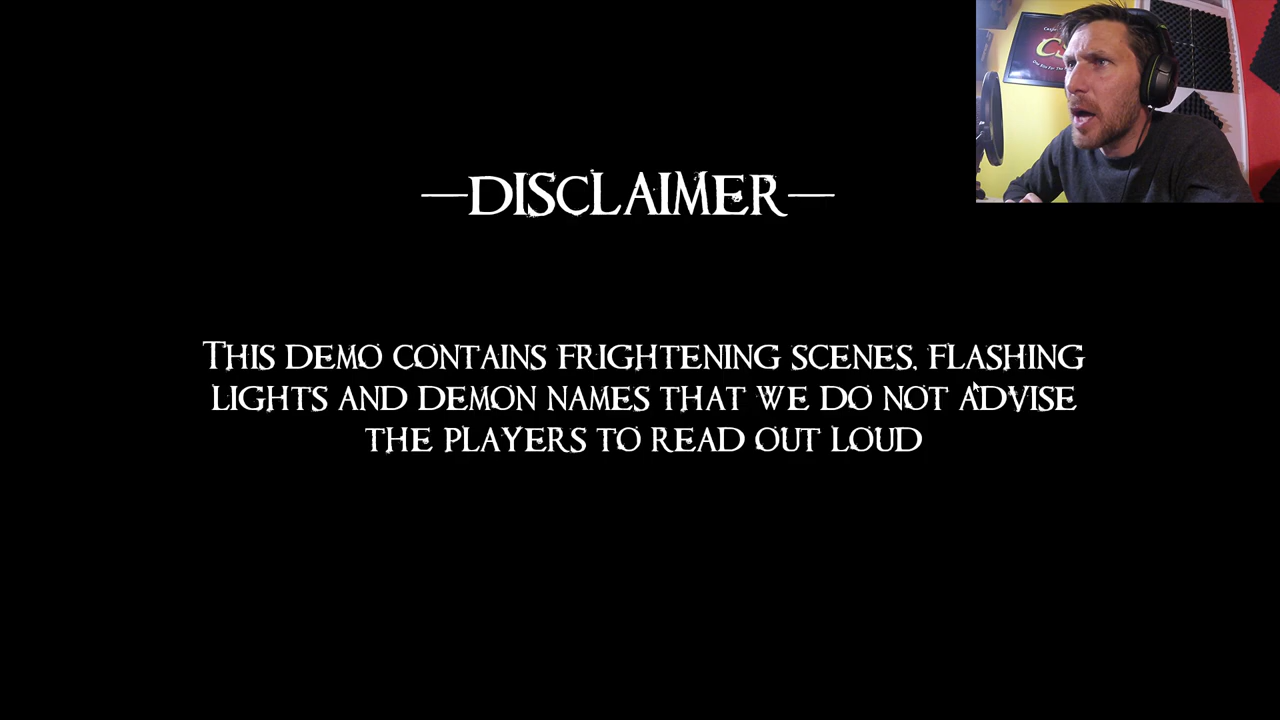 —DISCLAIMER—
THIS DEMO CONTAINS FRIGHTENING SCENES, FLASHING
LIGHTS AND DEMON NAMES THAT WE DO NOT ADVISE
THE PLAYERS TO READ OUT LOUD